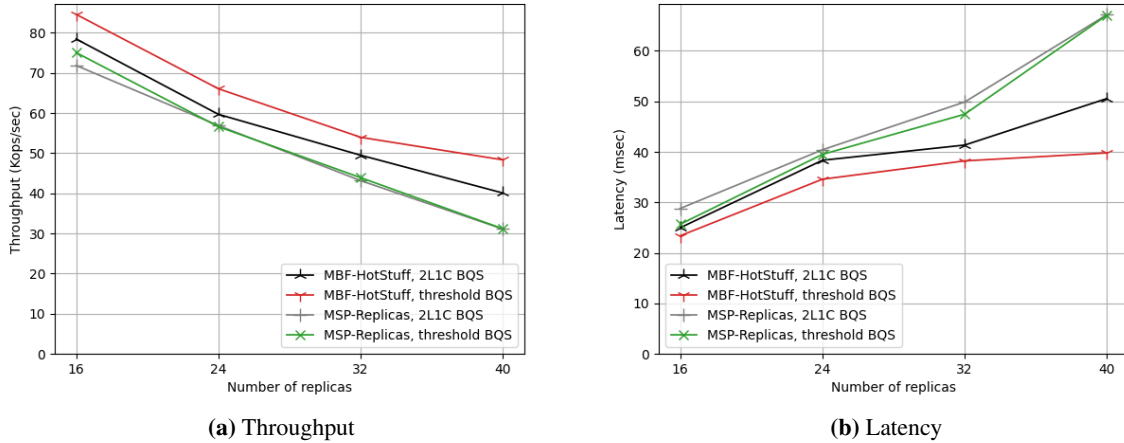 80
70
60
50
40
30
20
10
0
Throughput (Kops/sec)
MBF-HotStuff, 2L1C BQS
MBF-HotStuff, threshold BQS
MSP-Replicas, 2L1C BQS
MSP-Replicas, threshold BQS
16 24 32 40
Number of replicas
(a) Throughput
60
50
40
30
20
10
0
Latency (msec)
MBF-HotStuff, 2L1C BQS
MBF-HotStuff, threshold BQS
MSP-Replicas, 2L1C BQS
MSP-Replicas, threshold BQS
16 24 32 40
Number of replicas
(b) Latency